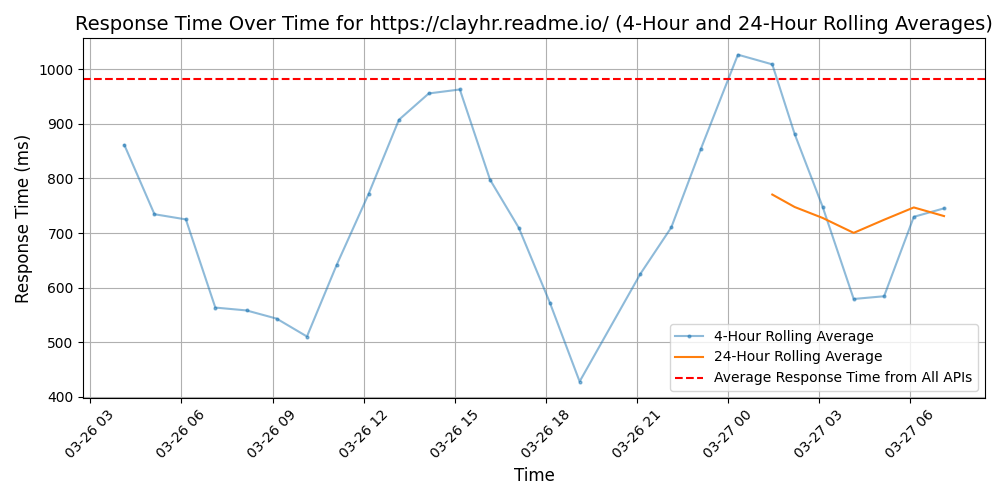 Response Time Over Time for https://clayhr.readme.io/ (4-Hour and 24-Hour Rolling Averages)
Response Time (ms)
1000
900
800
700
600
500
400
4-Hour Rolling Average
24-Hour Rolling Average
Average Response Time from All APIs
03-26 03
03-26 06
03-26 09
03-26 12
03-26 15
03-26 18
03-26 21
03-27 00
03-27 03
03-27 06
Time